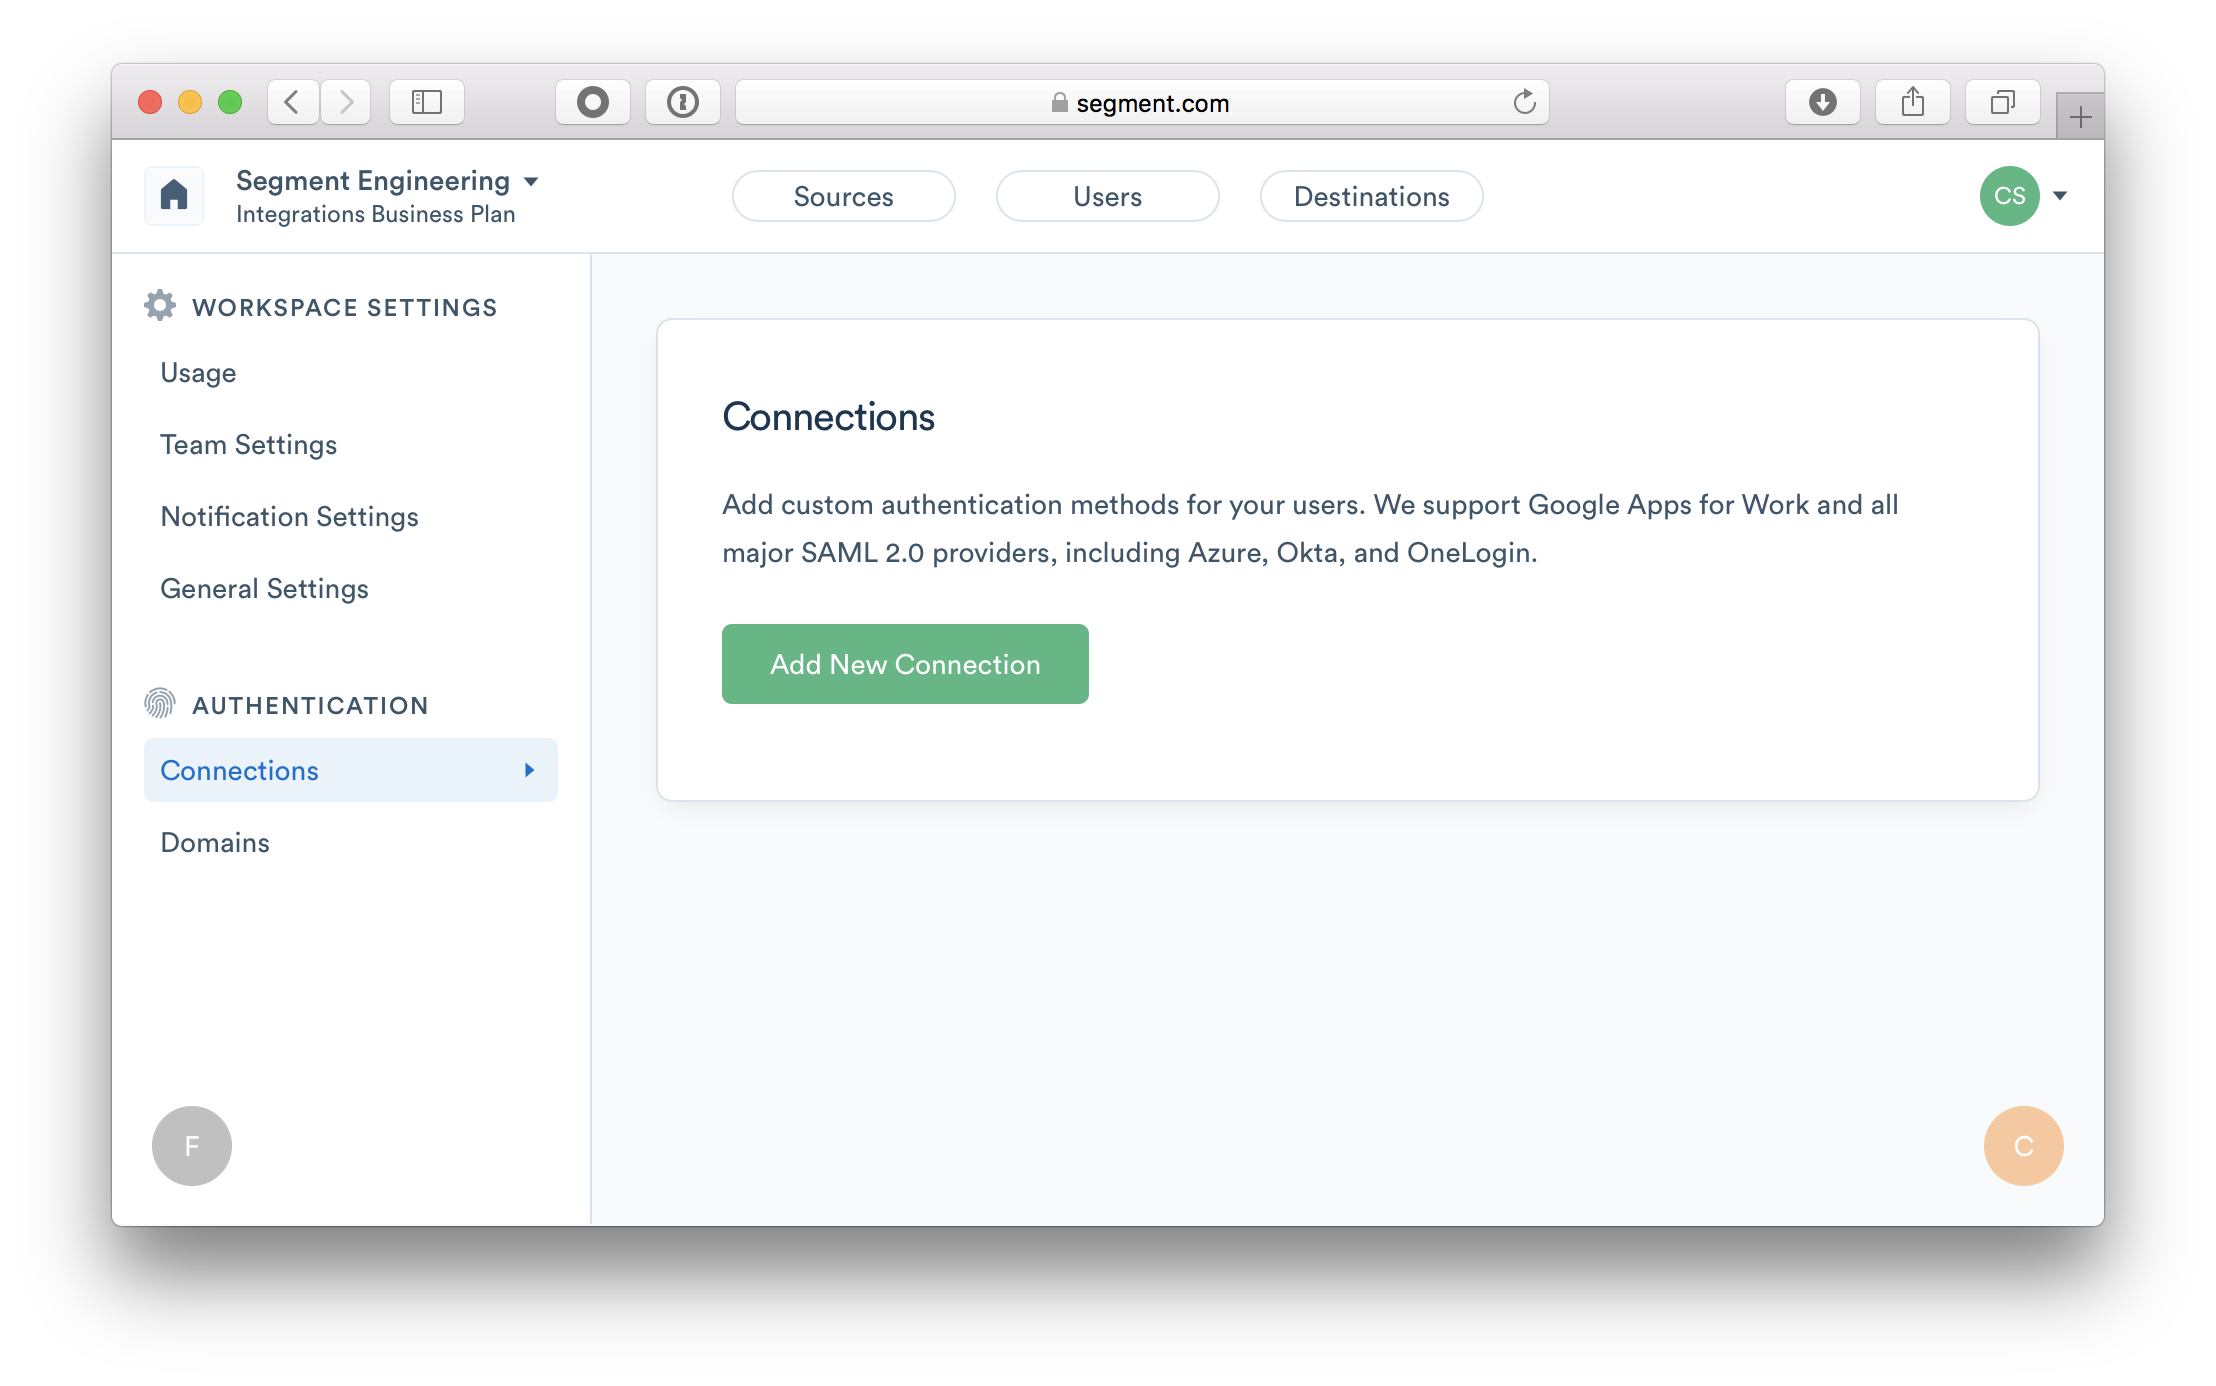 segment.com
Segment Engineering
Integrations Business Plan
Sources
Users
Destinations
CS
WORKSPACE SETTINGS
Usage
Team Settings
Notification Settings
General Settings
AUTHENTICATION
Connections
Domains
Connections
Add custom authentication methods for your users. We support Google Apps for Work and all
major SAML 2.0 providers, including Azure, Okta, and OneLogin.
Add New Connection
F
C